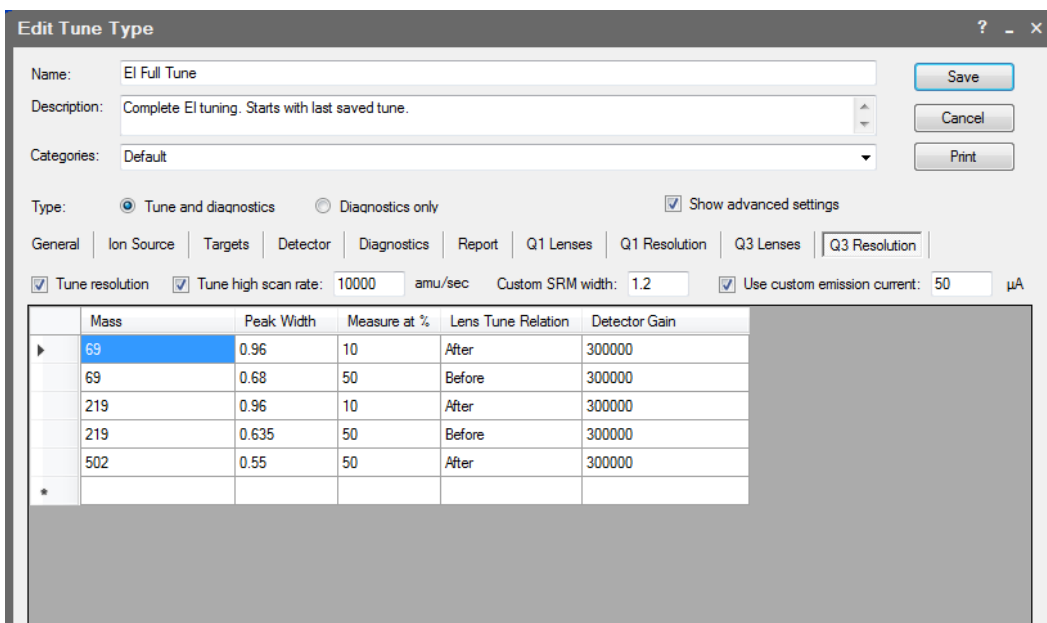 Edit Tune Type ? _ x
Name: EI Full Tune Save
Description: Complete EI tuning. Starts with last saved tune. Cancel
Categories: Default Print
Type: Tune and diagnostics Diagnostics only Show advanced settings
General Ion Source Targets Detector Diagnostics Report Q1 Lenses Q1 Resolution Q3 Lenses Q3 Resolution
Tune resolution Tune high scan rate: 10000 amu/sec Custom SRM width: 1.2 Use custom emission current: 50 µA
Mass Peak Width Measure at % Lens Tune Relation Detector Gain
69 0.96 10 After 300000
69 0.68 50 Before 300000
219 0.96 10 After 300000
219 0.635 50 Before 300000
502 0.55 50 After 300000
*